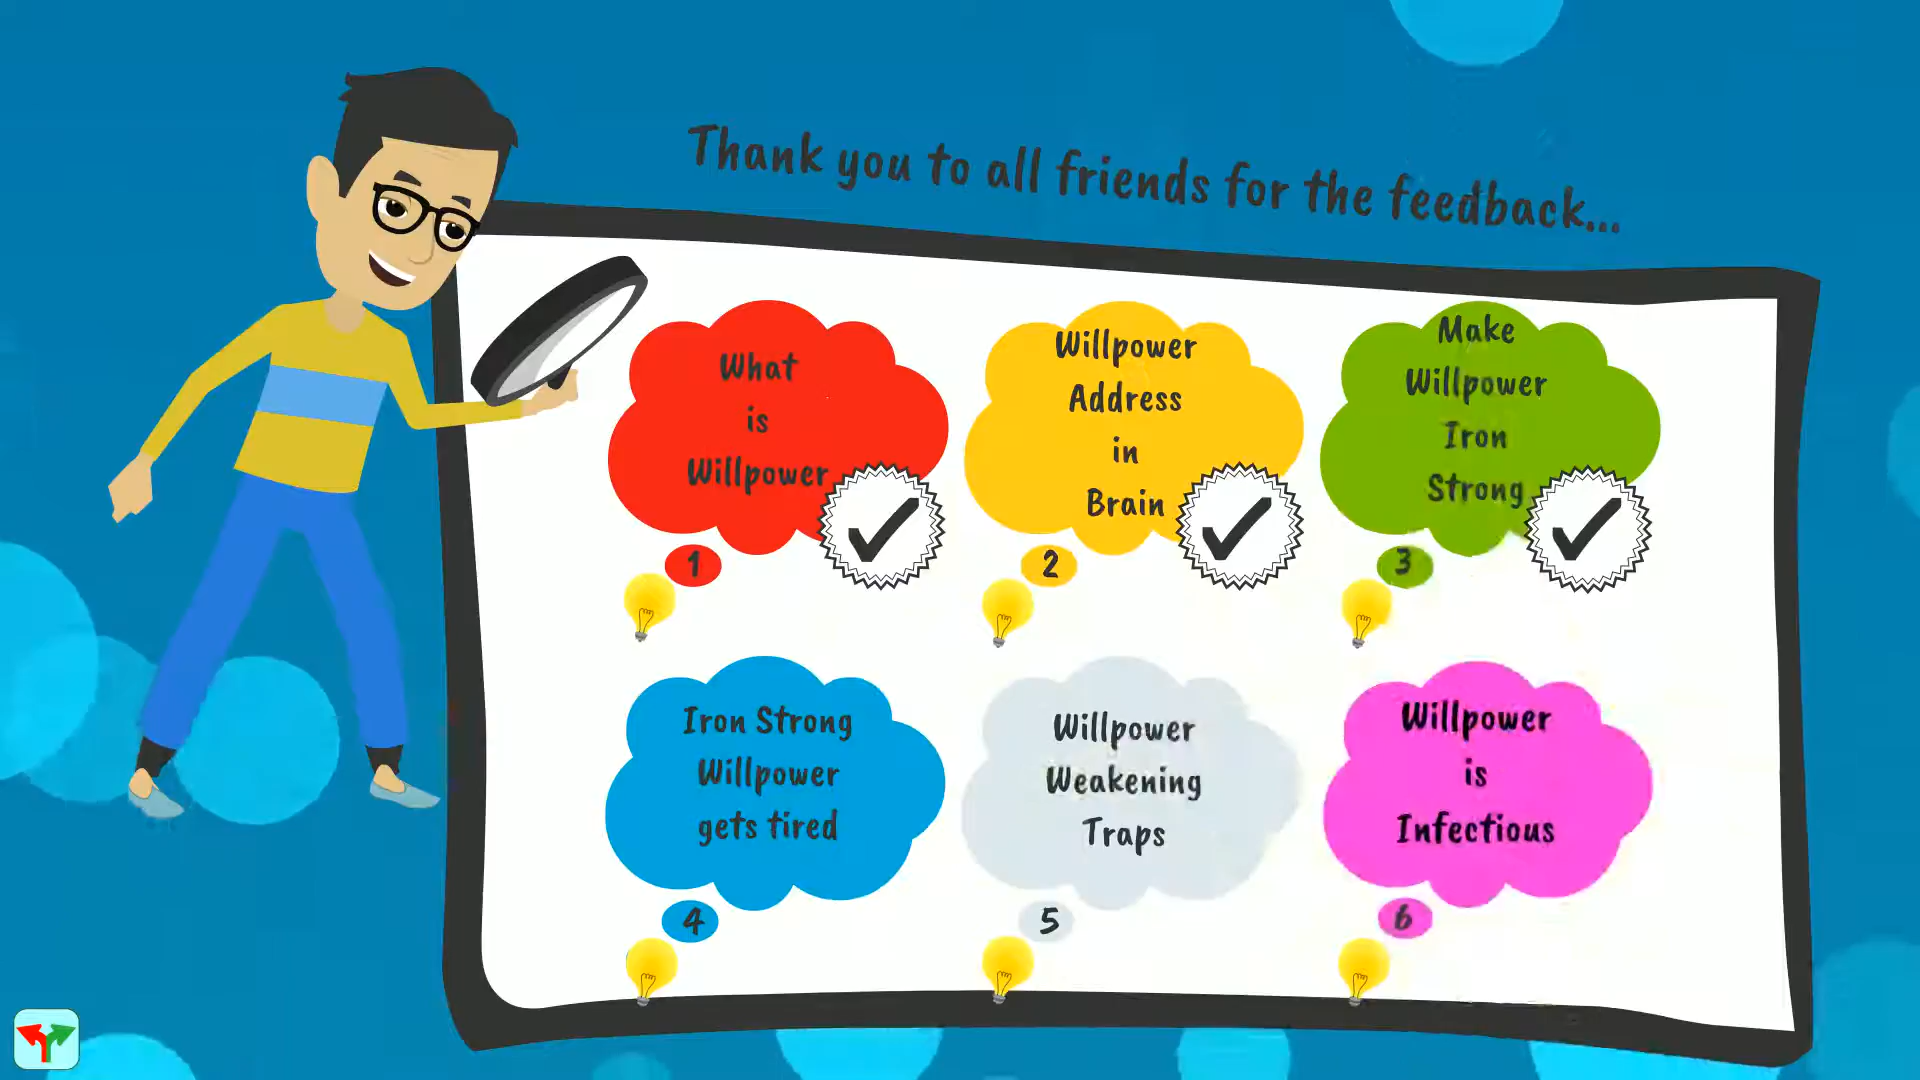 Thank you to all friends for the feedback...
What
is
Willpower
1
Willpower
Address
in
Brain
2
Make
Willpower
Iron
Strong
3
Iron Strong
Willpower
gets tired
4
Willpower
Weakening
Traps
5
Willpower
is
Infectious
6